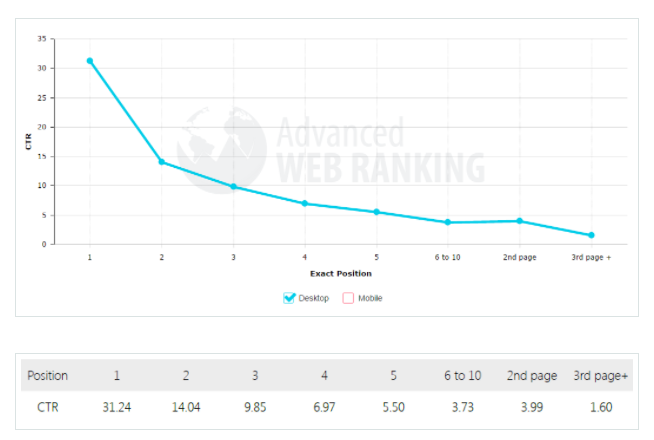 35
30
25
20
15
10
5
0
CTR
Advanced
WEB RANKING
1 2 3 4 5 6 to 10 2nd page 3rd page +
Exact Position
Desktop Mobile
Position 1 2 3 4 5 6 to 10 2nd page 3rd page+
CTR 31.24 14.04 9.85 6.97 5.50 3.73 3.99 1.60